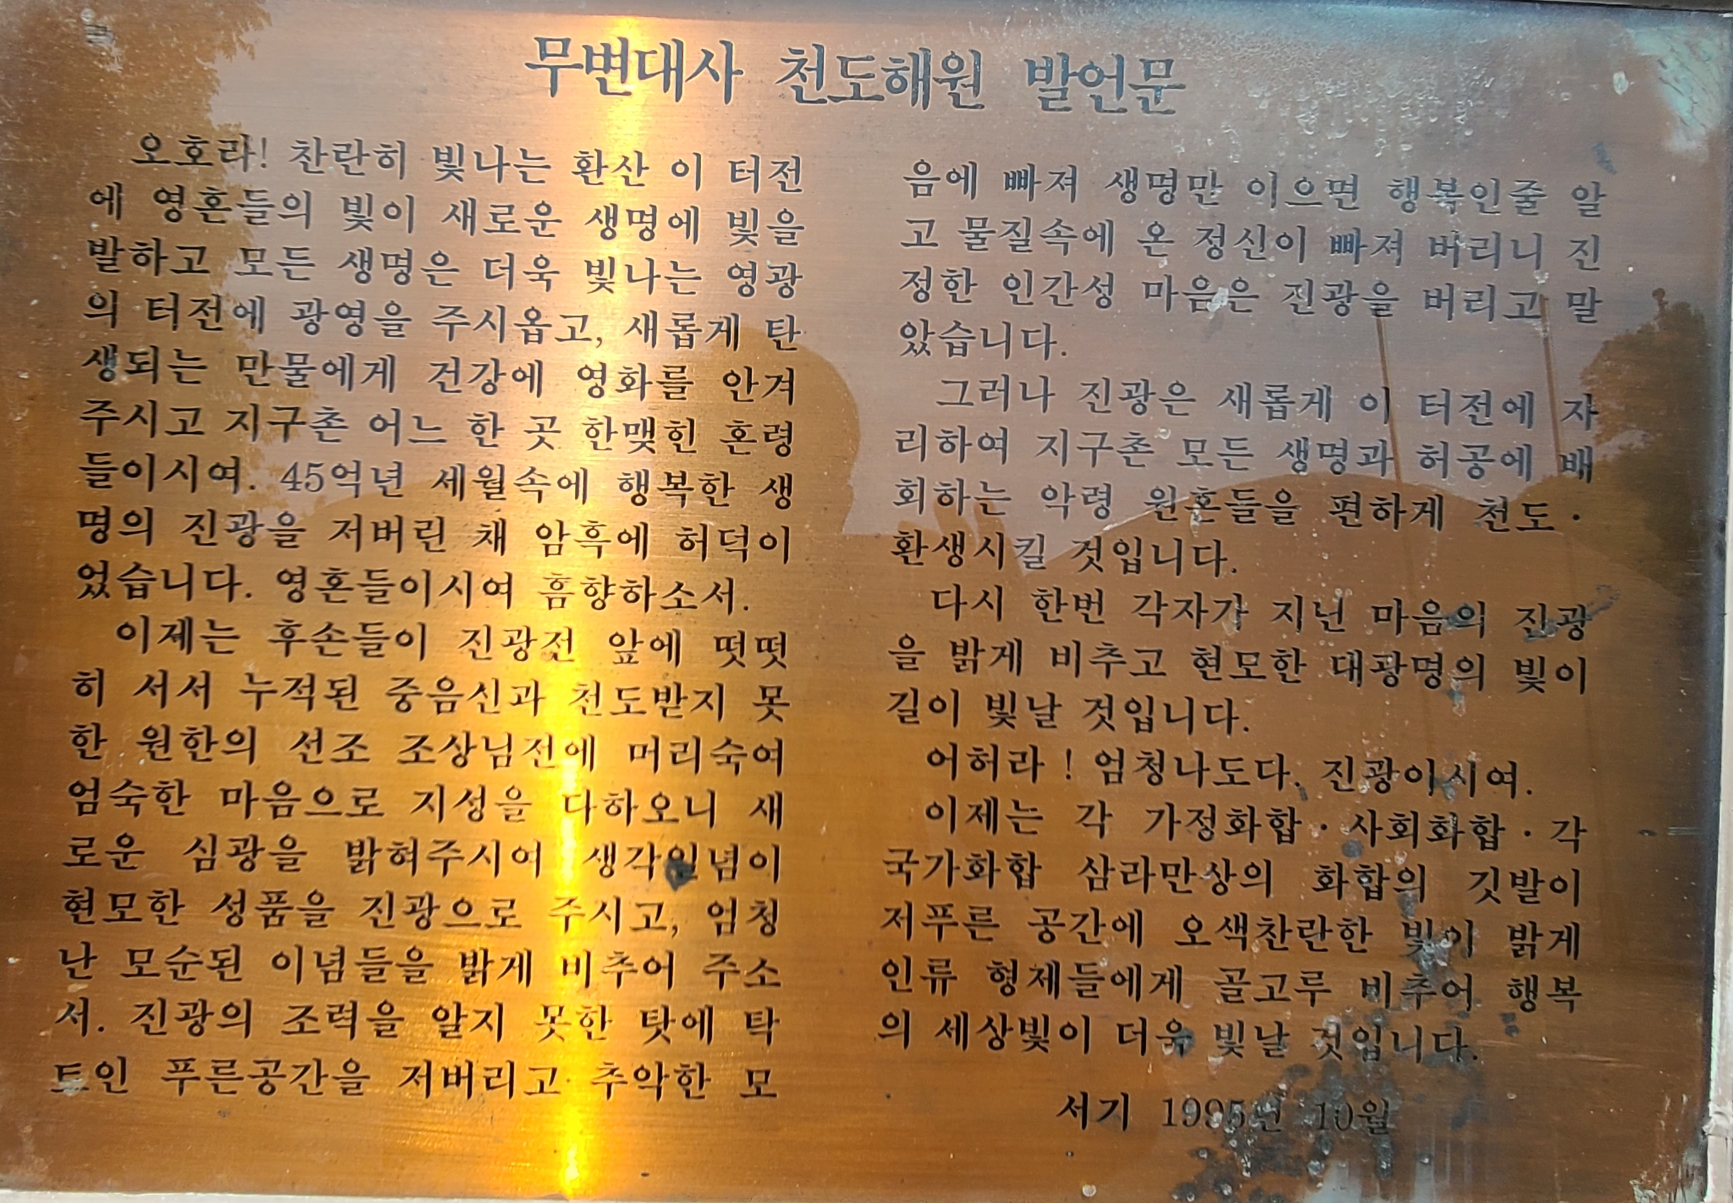 무변대사 천도해원 발언문
오호라! 찬란히 빛나는 환산 이 터전
에 영혼들의 빛이 새로운 생명에 빛을
발하고 모든 생명은 더욱 빛나는 영광
의 터전에 광영을 주시옵고, 새롭게 탄
생되는 만물에게 건강에 영화를 안겨
주시고 지구촌 어느 한 곳 한맺힌 혼령
들이시여. 45억년 세월속에 행복한 생
명의 진광을 저버린 채 암흑에 허덕이
었습니다. 영혼들이시여 흠향하소서.
이제는 후손들이 진광전 앞에 떳떳
히 서서 누적된 중음신과 천도받지 못
한 원한의 선조 조상님전에 머리숙여
엄숙한 마음으로 지성을 다하오니 새
로운 심광을 밝혀주시여 생각일념이
현모한 성품을 진광으로 주시고, 엄청
난 모순된 이념들을 밝게 비추어 주소
서. 진광의 조력을 알지 못한 탓에 탁
트인 푸른공간을 저버리고 추악한 모
음에 빠져 생명만 이으면 행복인줄 알
고 물질속에 온 정신이 빠져 버리니 진
정한 인간성 마음은 진광을 버리고 말
았습니다.
그러나 진광은 새롭게 이 터전에 자
리하여 지구촌 모든 생명과 허공에 배
회하는 악령 원혼들을 편하게 천도·
환생시킬 것입니다.
다시 한번 각자가 지닌 마음의 진광
을 밝게 비추고 현모한 대광명의 빛이
길이 빛날 것입니다.
어허라! 엄청나도다. 진광이시여.
이제는 각 가정화합·사회화합·각
국가화합 삼라만상의 화합의 깃발이
저푸른 공간에 오색찬란한 빛이 밝게
인류 형제들에게 골고루 비추어 행복
의 세상빛이 더욱 빛날 것입니다.
서기 1995년 10월